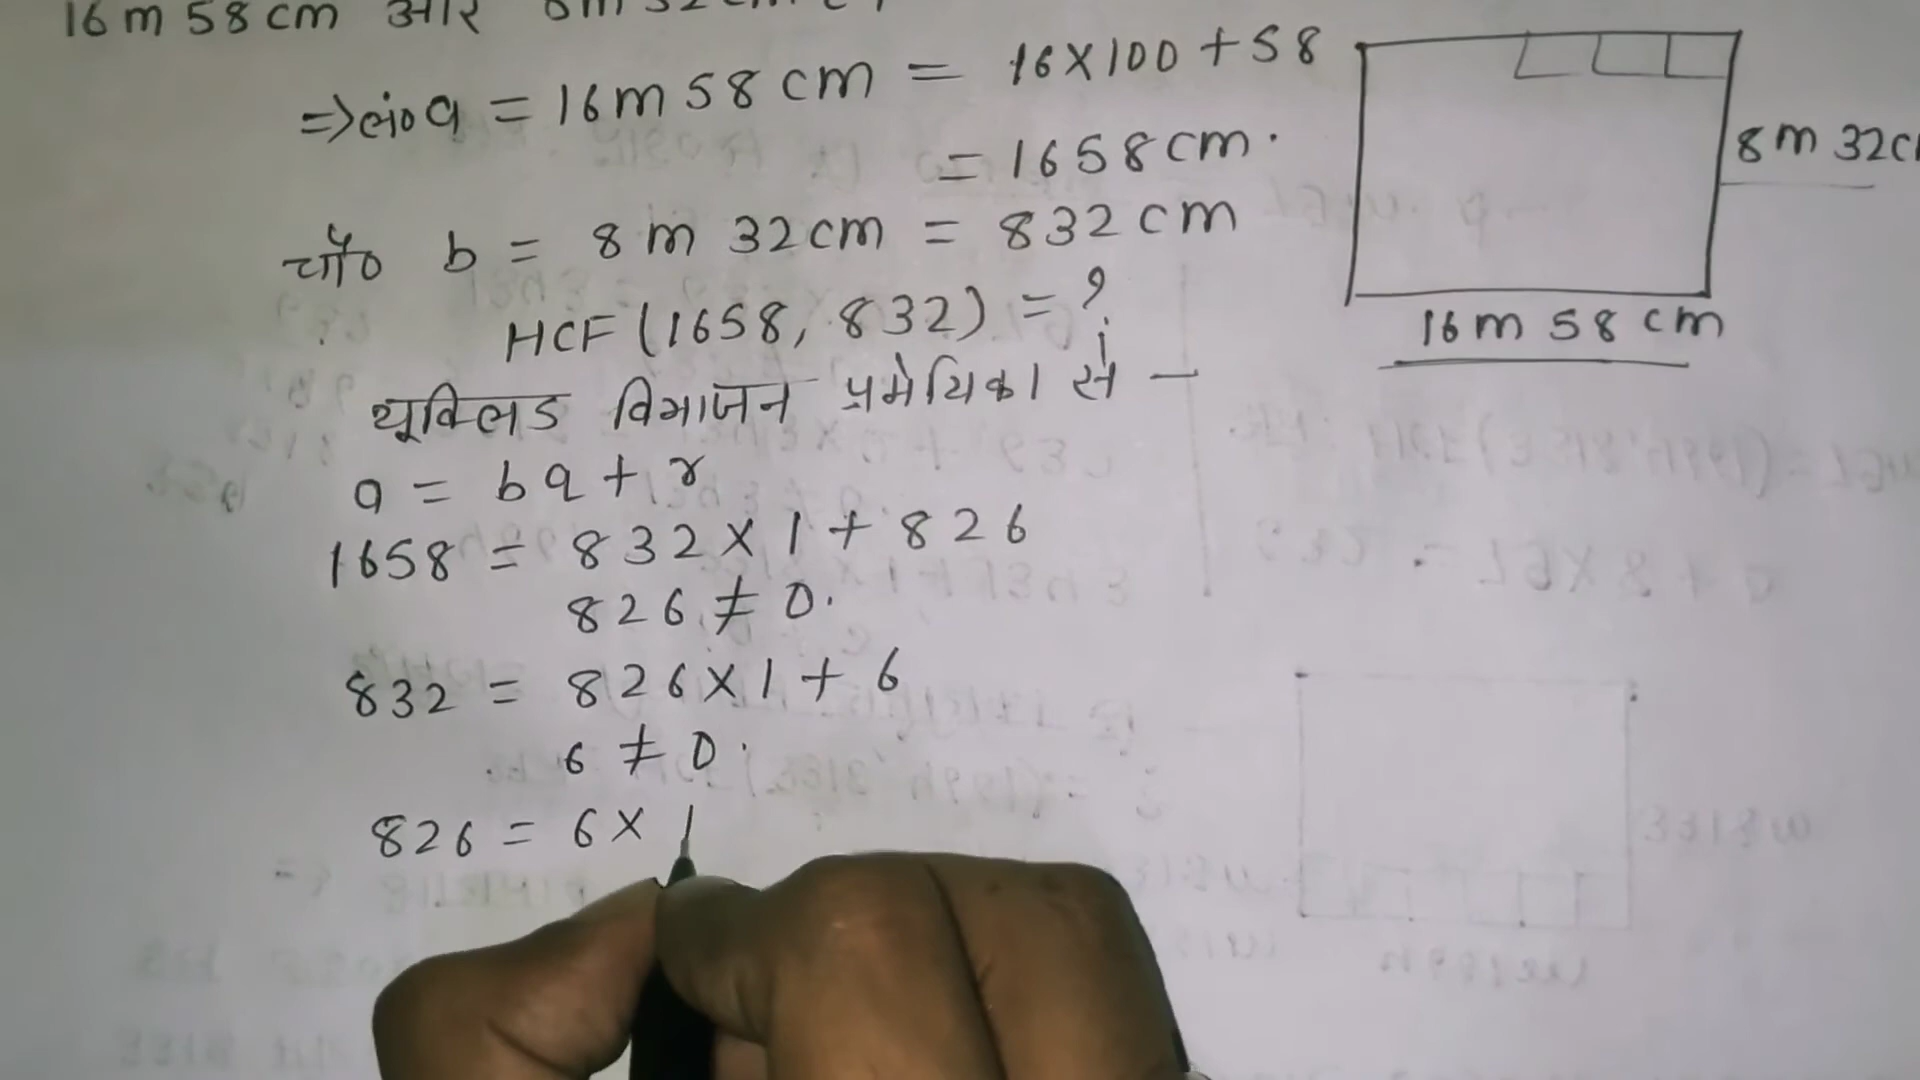 16 m 58 cm और
⇒ लं० a = 16m 58 cm = 16×100 + 58
= 1658 cm.
चौ० b = 8 m 32 cm = 832 cm
HCF (1658, 832) = ?
यूक्लिड विभाजन प्रमेयिका से –
a = bq + r
1658 = 832 × 1 + 826
826 ≠ 0.
832 = 826 × 1 + 6
6 ≠ 0.
826 = 6 × 1
8 m 32
16 m 58 cm